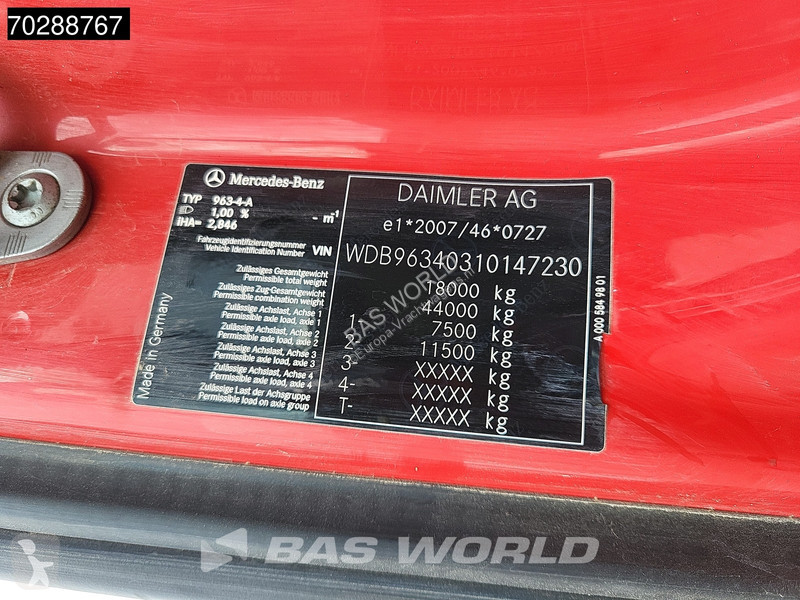 70288767
Mercedes-Benz
TYP 963-4-A
1,00 % - m⁻¹
iHA= 2,846
Fahrzeugidentifizierungsnummer
Vehicle Identification Number VIN
Zulässiges Gesamtgewicht
Permissible total weight
Zulässiges Zug-Gesamtgewicht
Permissible combination weight
Zulässige Achslast, Achse 1
Permissible axle load, axle 1
Zulässige Achslast, Achse 2
Permissible axle load, axle 2
Zulässige Achslast, Achse 3
Permissible axle load, axle 3
Zulässige Achslast, Achse 4
Permissible axle load, axle 4
Zulässige Last der Achsgruppe
Permissible load on axle group
Made in Germany
DAIMLER AG
e1*2007/46*0727
WDB96340310147230
18000 kg
44000 kg
1- 7500 kg
2- 11500 kg
3- XXXXX kg
4- XXXXX kg
T- XXXXX kg
A 000 584 98 01
BAS WORLD
BAS WORLD